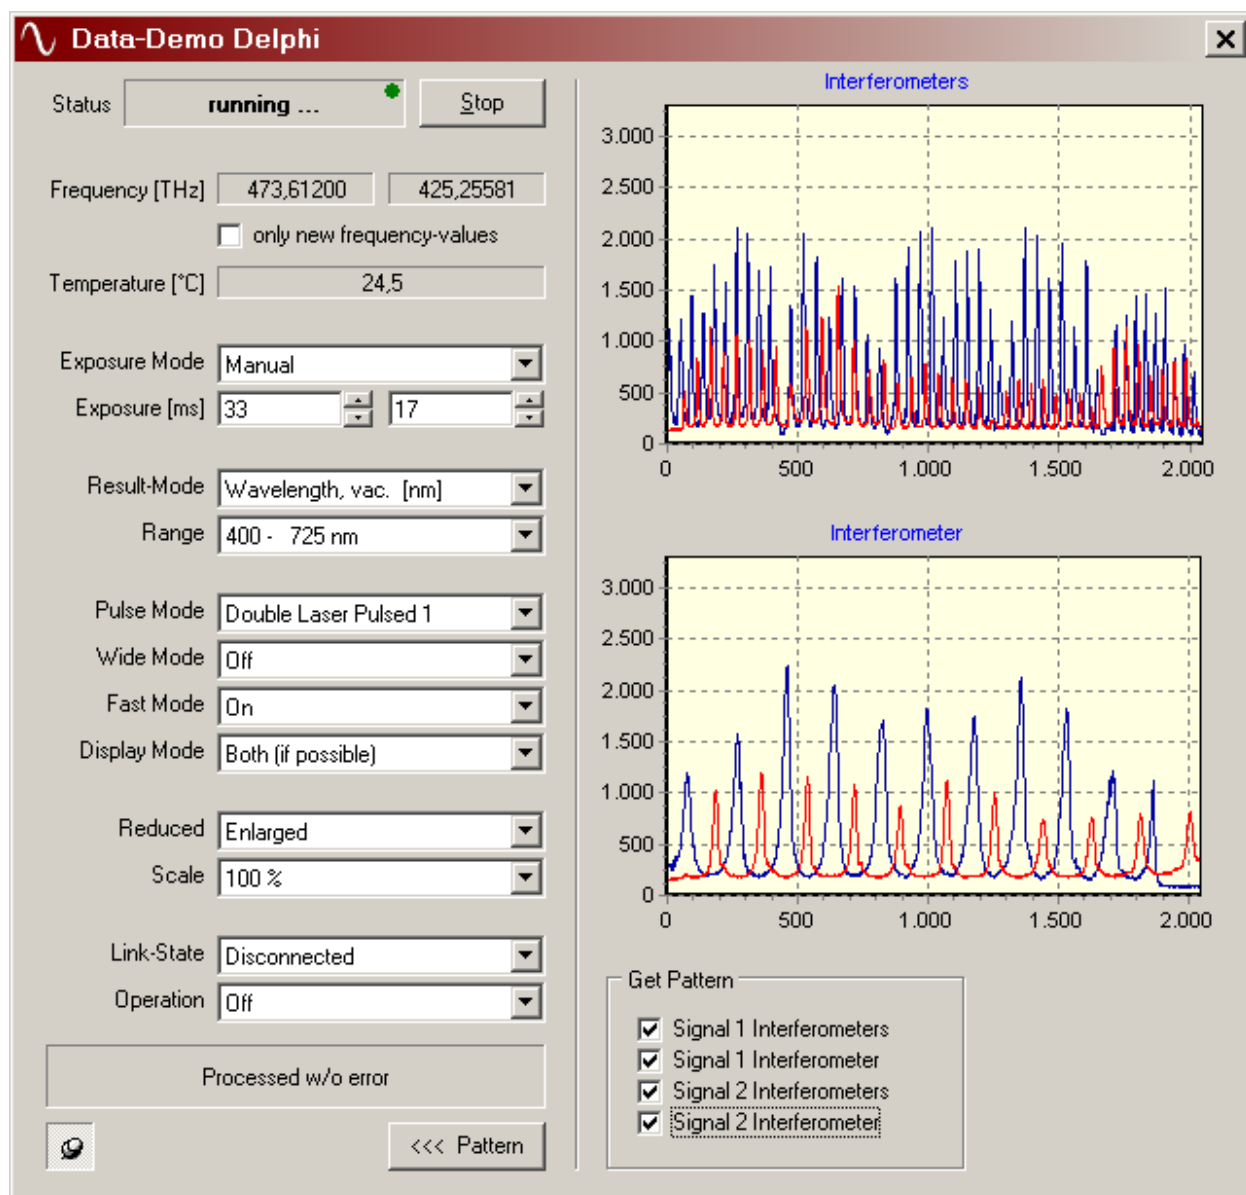 Data-Demo Delphi
Status running ... Stop
Frequency [THz] 473,61200 425,25581
only new frequency-values
Temperature [°C] 24,5
Exposure Mode Manual
Exposure [ms] 33 17
Result-Mode Wavelength, vac. [nm]
Range 400 - 725 nm
Pulse Mode Double Laser Pulsed 1
Wide Mode Off
Fast Mode On
Display Mode Both (if possible)
Reduced Enlarged
Scale 100 %
Link-State Disconnected
Operation Off
Processed w/o error
<<< Pattern
Interferometers
3.000
2.500
2.000
1.500
1.000
500
0
0 500 1.000 1.500 2.000
Interferometer
3.000
2.500
2.000
1.500
1.000
500
0
0 500 1.000 1.500 2.000
Get Pattern
Signal 1 Interferometers
Signal 1 Interferometer
Signal 2 Interferometers
Signal 2 Interferometer